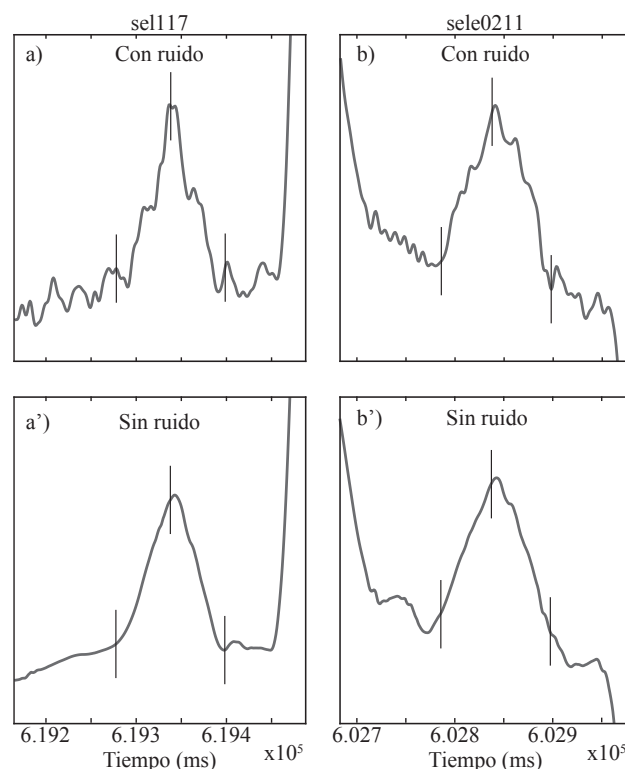 sel117
sele0211
a)
Con ruido
b)
Con ruido
a’)
Sin ruido
b’)
Sin ruido
6.192
6.193
6.194
x10⁵
Tiempo (ms)
6.027
6.028
6.029
x10⁵
Tiempo (ms)